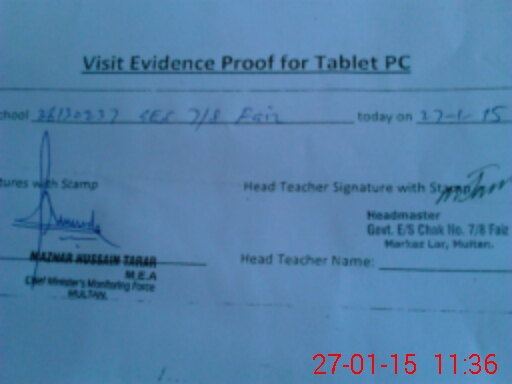 Visit Evidence Proof for Tablet PC
hool 36130237 GES 7/8 Faiz today on 27-1-15
tures with Stamp Head Teacher Signature with Stamp
Headmaster
Govt. E/S Chak No. 7/8 Faiz
Markaz Lar, Multan.
MAZHAR HUSSAIN TARAR
M.E.A
Chief Minister's Monitoring Force
MULTAN.
Head Teacher Name:
27-01-15 11:36